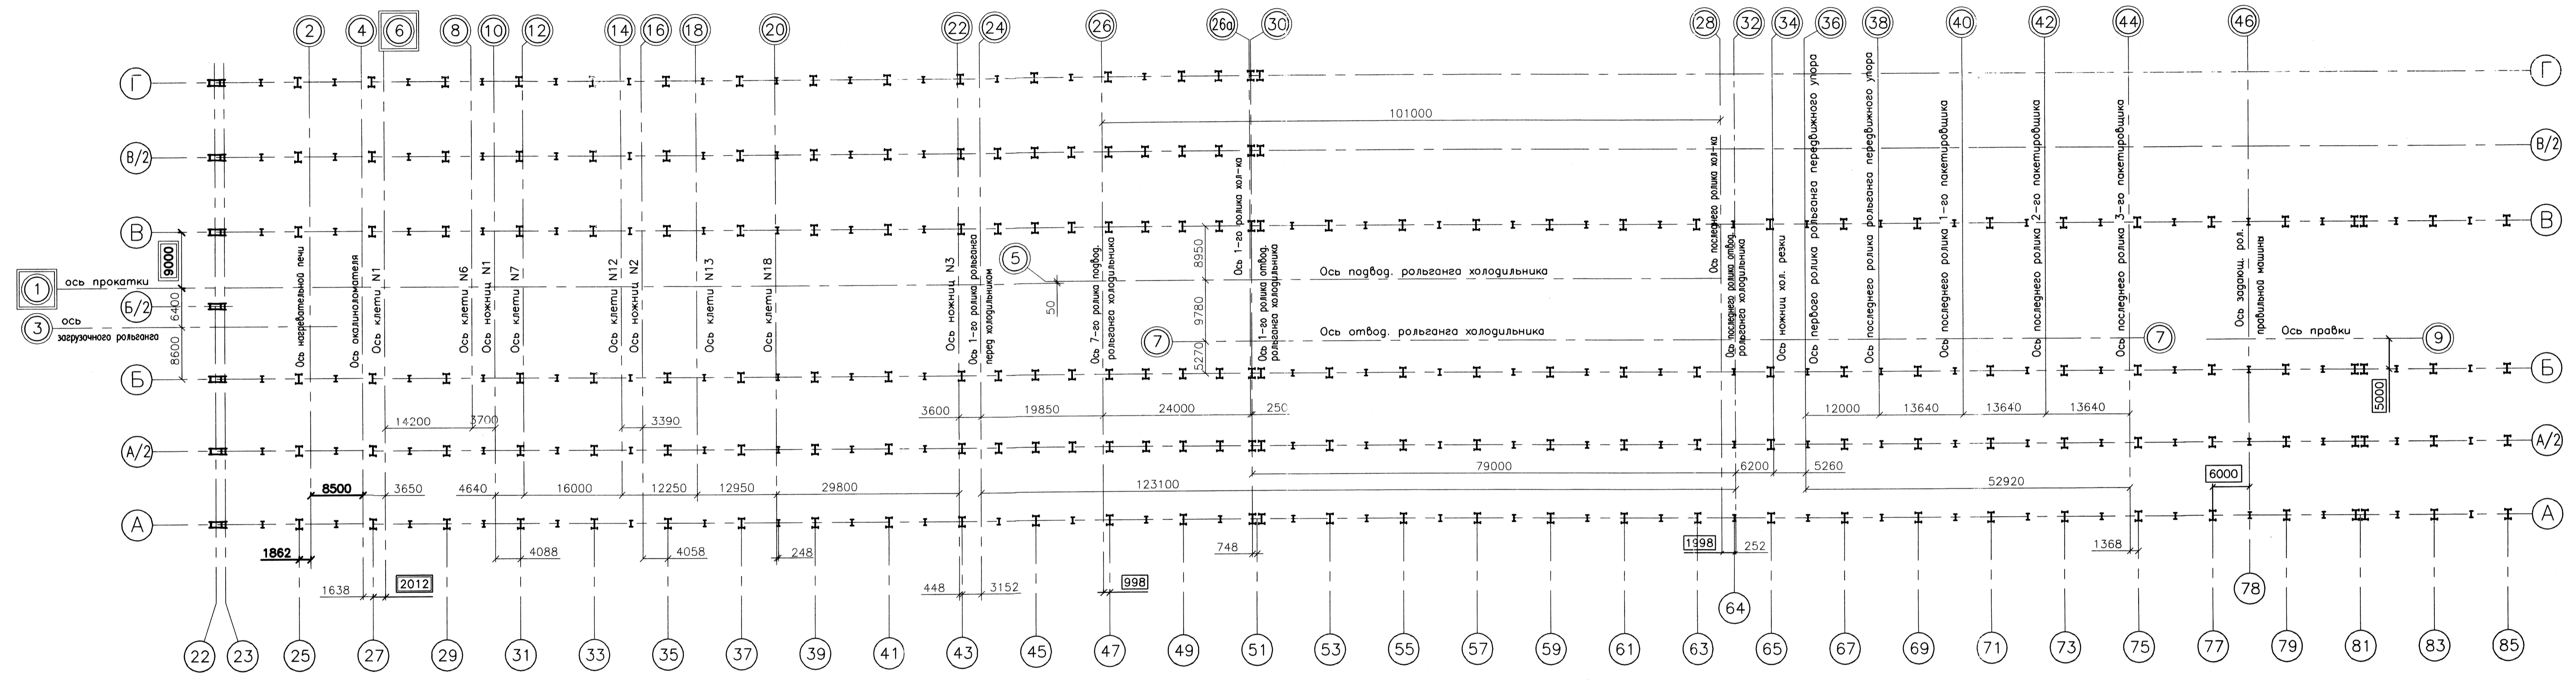 2 4 6 8 10 12 14 16 18 20 22 24 26 26а 30 28 32 34 36 38 40 42 44 46
Г Г
101000
В/2 В/2
В В
9000
1 ось прокатки
6400
Б/2
3 ось
загрузочного рольганга
8600
Ось нагревательной печи
Ось окалиноломателя
Ось клети N1
Ось клети N6
Ось ножниц N1
Ось клети N7
Ось клети N12
Ось ножниц N2
Ось клети N13
Ось клети N18
Ось ножниц N3
Ось 1-го ролика рольганга
перед холодильником
Ось 7-го ролика подвод.
рольганга холодильника
5
50
7
8950
9780
5270
Ось 1-го ролика хол-ка
Ось 1-го ролика отвод.
рольганга холодильника
Ось подвод. рольганга холодильника
Ось отвод. рольганга холодильника
Ось последнего ролика хол-ка
Ось последнего ролика отвод.
рольганга холодильника
Ось ножниц хол. резки
Ось первого ролика рольганга передвижного упора
Ось последнего ролика рольганга передвижного упора
Ось последнего ролика 1-го пакетировщика
Ось последнего ролика 2-го пакетировщика
Ось последнего ролика 3-го пакетировщика
7
Ось задающ. рол.
правильной машины
Ось правки 9
5000
Б Б
14200 3700 3390 3600 19850 24000 250 12000 13640 13640 13640
А/2 А/2
79000 6200 5260 6000
8500 3650 4640 16000 12250 12950 29800 123100 52920
А А
1862 4088 4058 248 748 1998 252 1368
1638 2012 448 3152 998
64 78
22 23 25 27 29 31 33 35 37 39 41 43 45 47 49 51 53 55 57 59 61 63 65 67 69 71 73 75 77 79 81 83 85